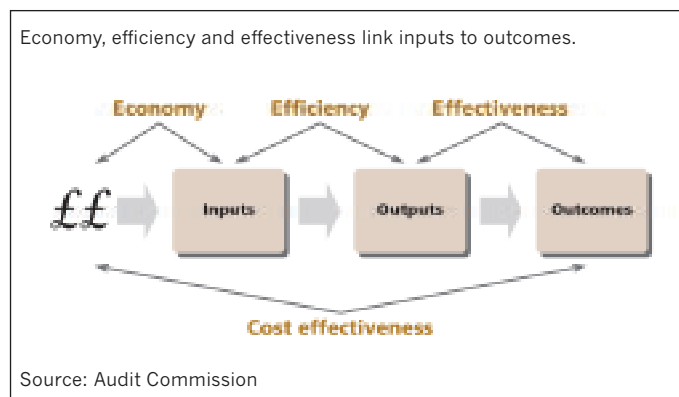 Economy, efficiency and effectiveness link inputs to outcomes.
Economy Efficiency Effectiveness
££ Inputs Outputs Outcomes
Cost effectiveness
Source: Audit Commission